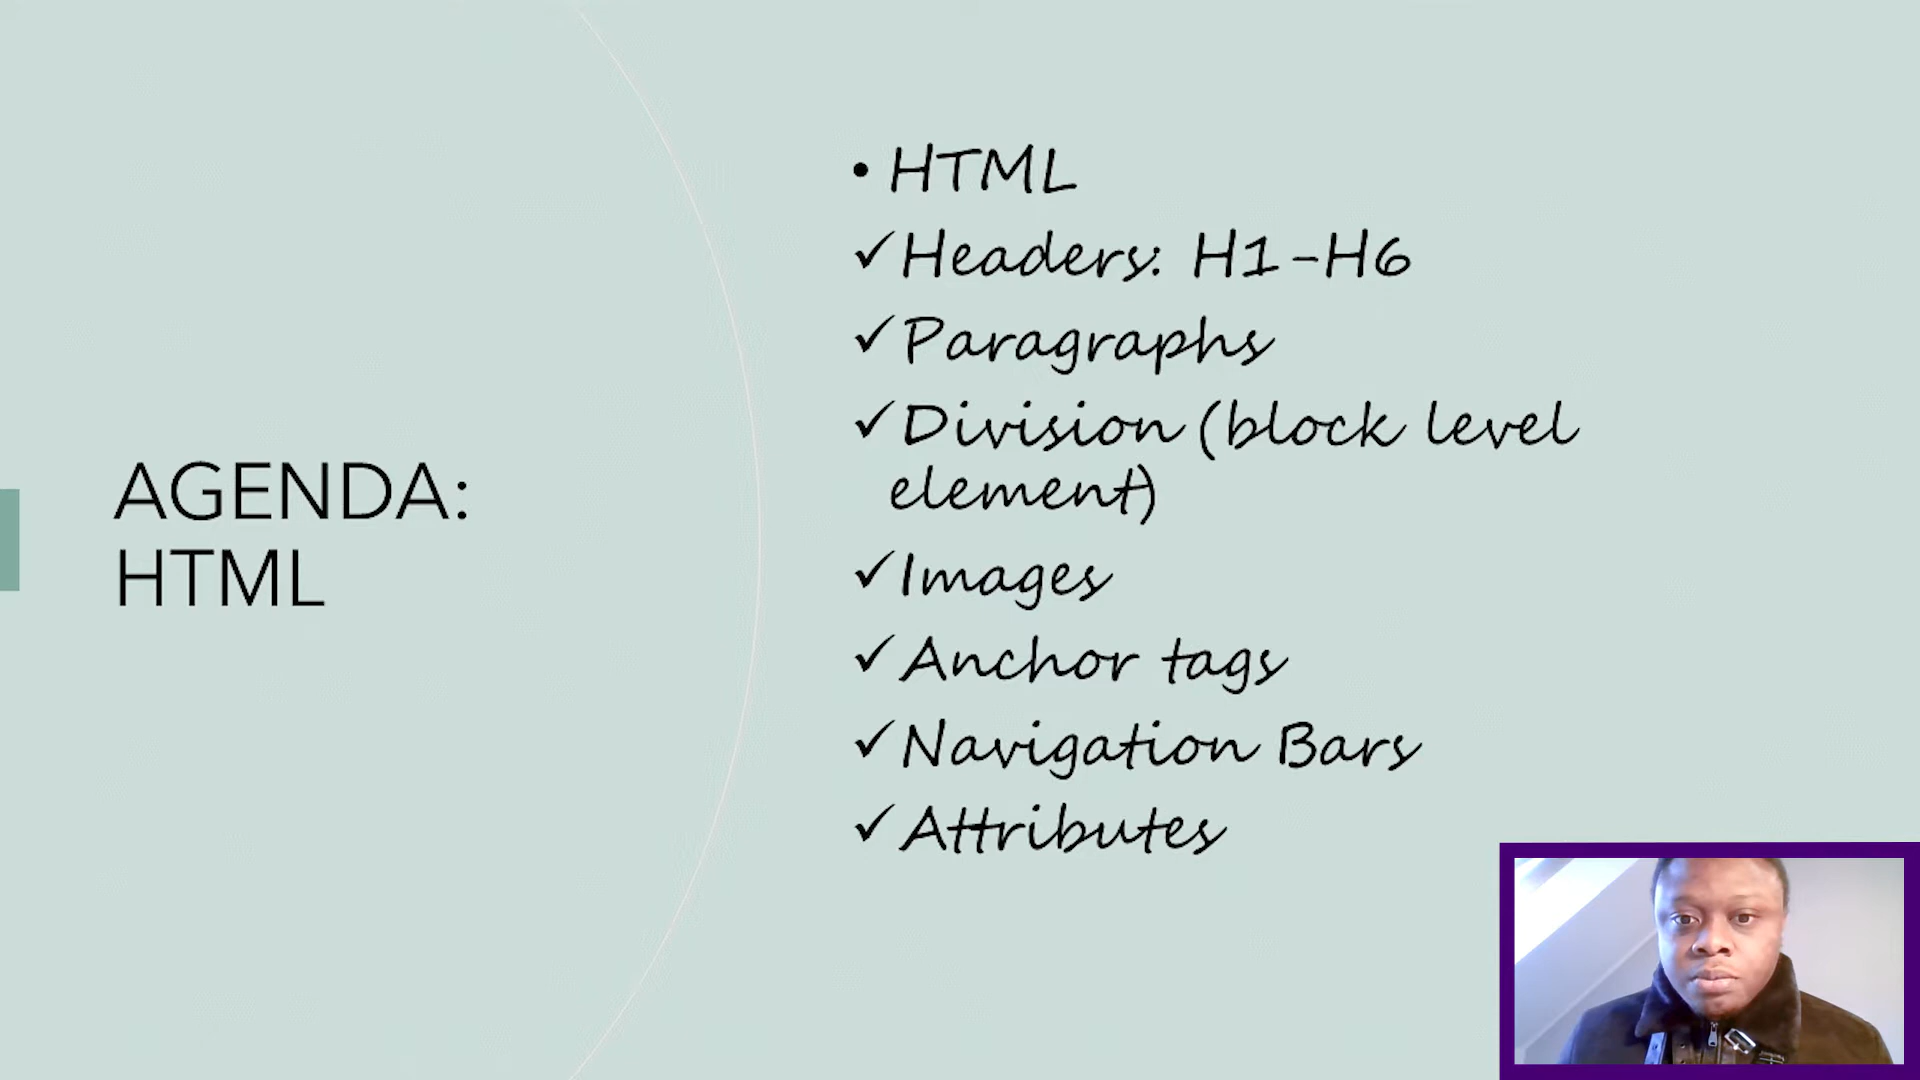 AGENDA:
HTML
• HTML
✓Headers: H1-H6
✓Paragraphs
✓Division (block level
element)
✓Images
✓Anchor tags
✓Navigation Bars
✓Attributes